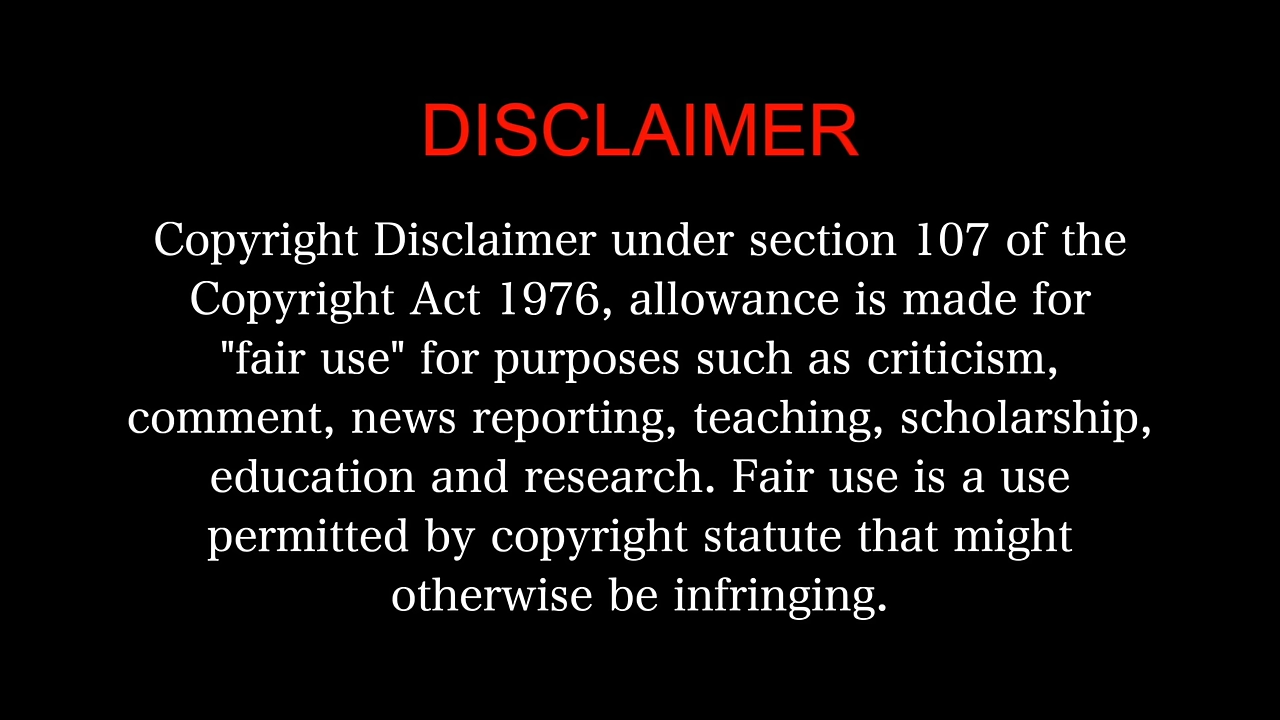 DISCLAIMER
Copyright Disclaimer under section 107 of the
Copyright Act 1976, allowance is made for
"fair use" for purposes such as criticism,
comment, news reporting, teaching, scholarship,
education and research. Fair use is a use
permitted by copyright statute that might
otherwise be infringing.